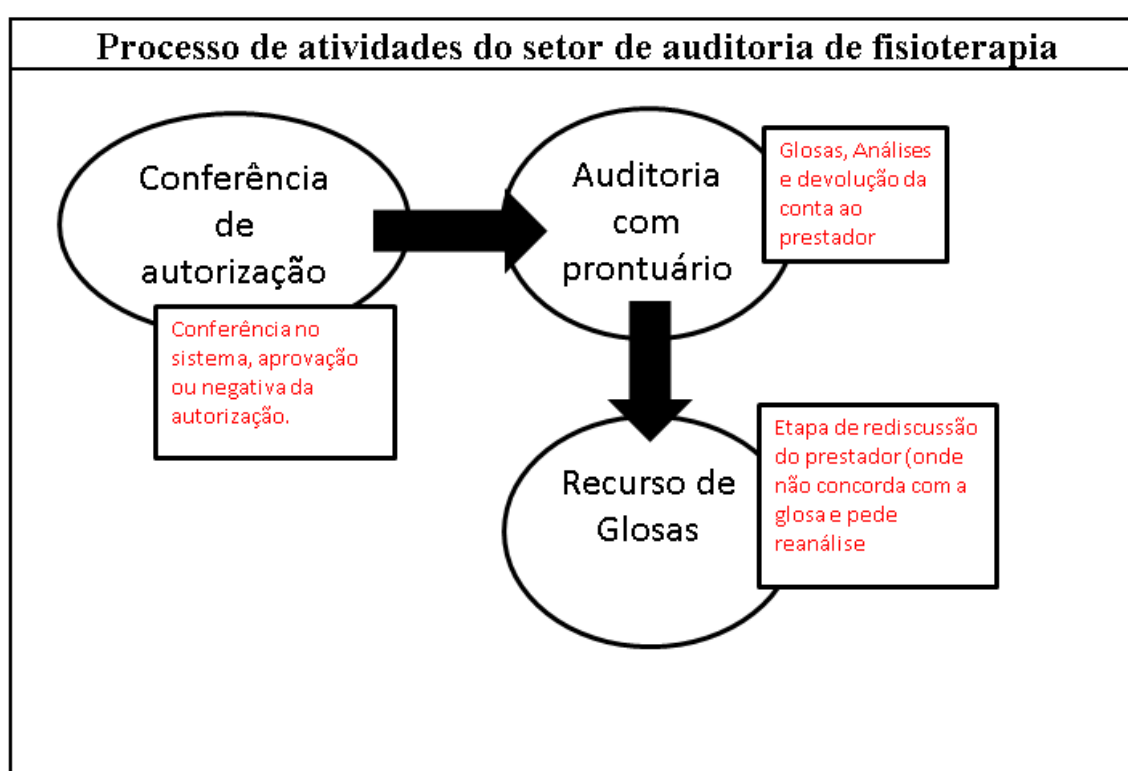 Processo de atividades do setor de auditoria de fisioterapia
Conferência
de
autorização
Conferência no
sistema, aprovação
ou negativa da
autorização.
Auditoria
com
prontuário
Glosas, Análises
e devolução da
conta ao
prestador
Recurso de
Glosas
Etapa de rediscussão
do prestador (onde
não concorda com a
glosa e pede
reanálise